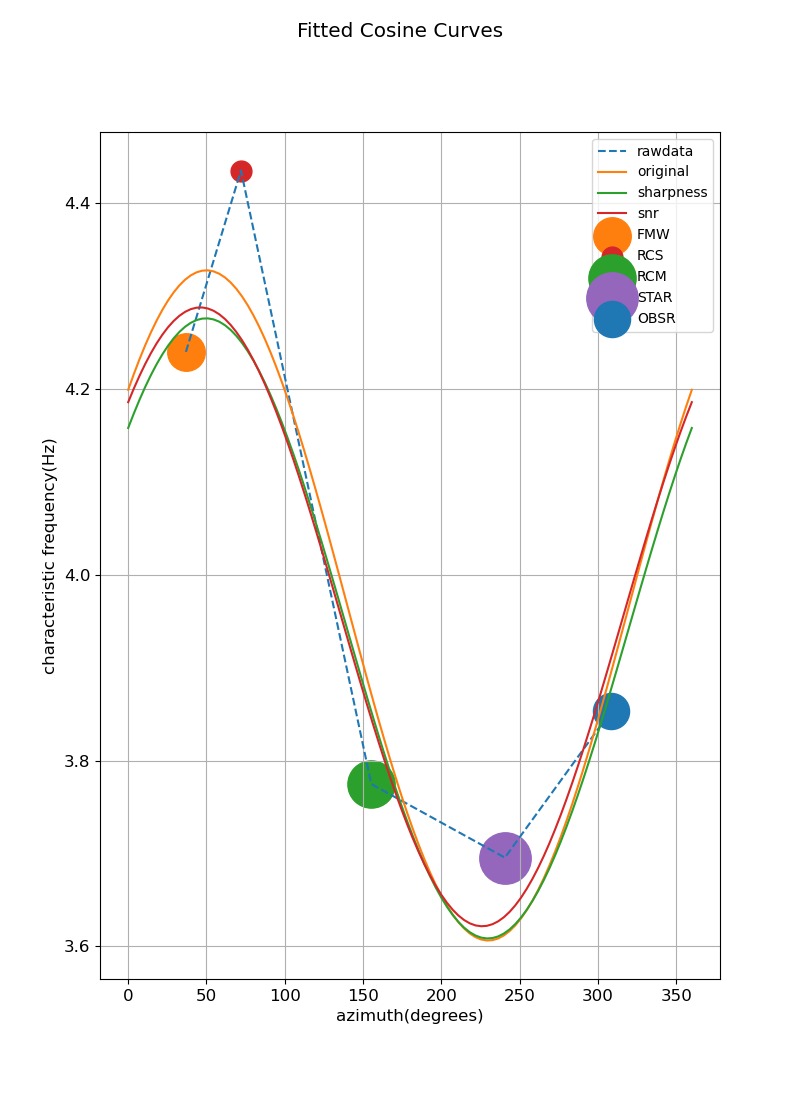 Fitted Cosine Curves
rawdata
original
sharpness
snr
FMW
RCS
RCM
STAR
OBSR
4.4
4.2
4.0
3.8
3.6
characteristic frequency(Hz)
0 50 100 150 200 250 300 350
azimuth(degrees)